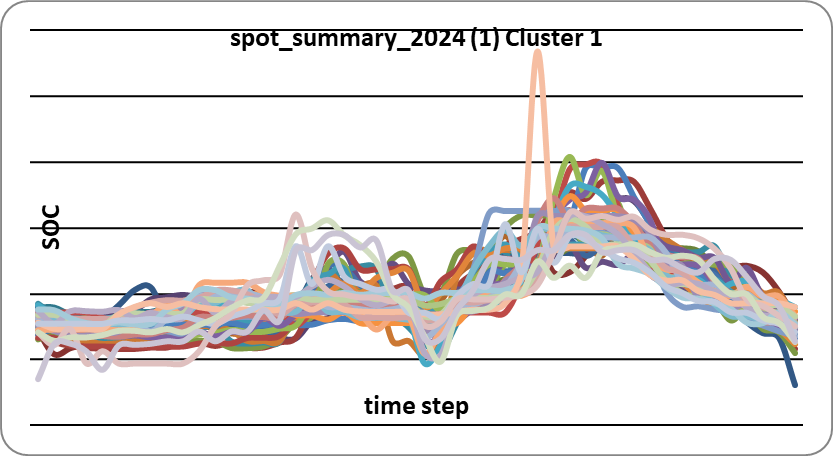 spot_summary_2024 (1) Cluster 1
SOC
time step